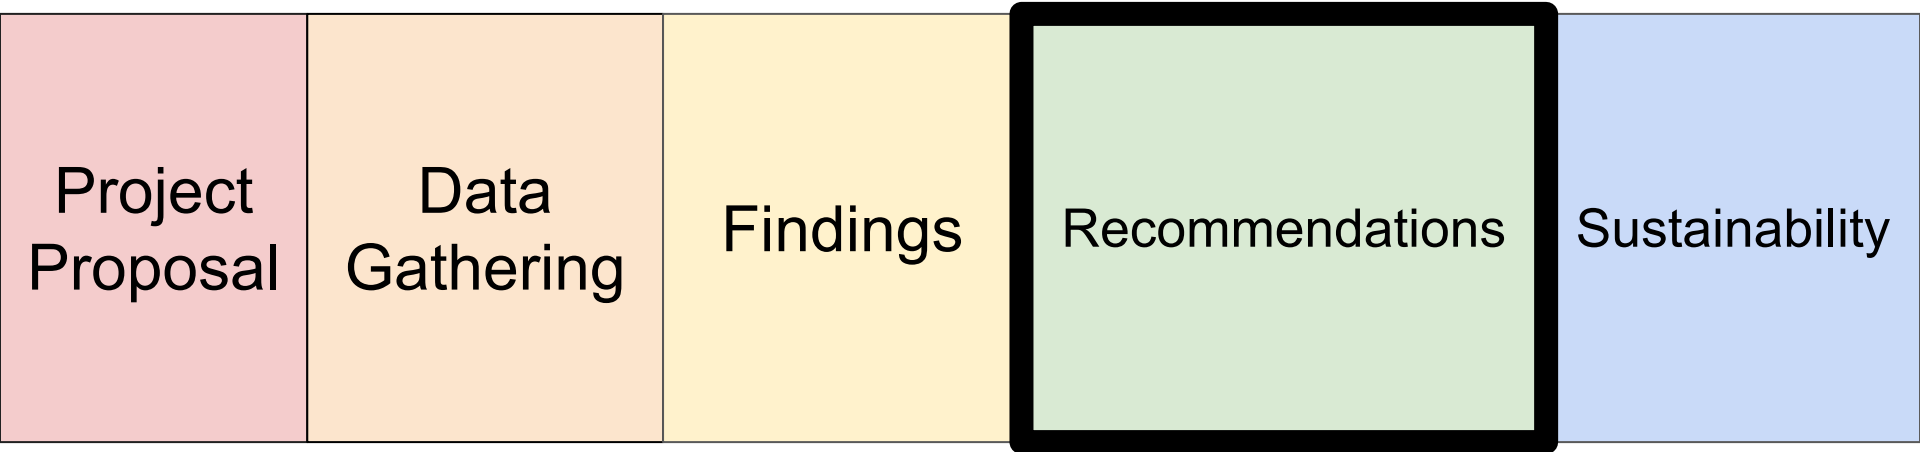 Project
Proposal
Data
Gathering
Findings
Recommendations
Sustainability